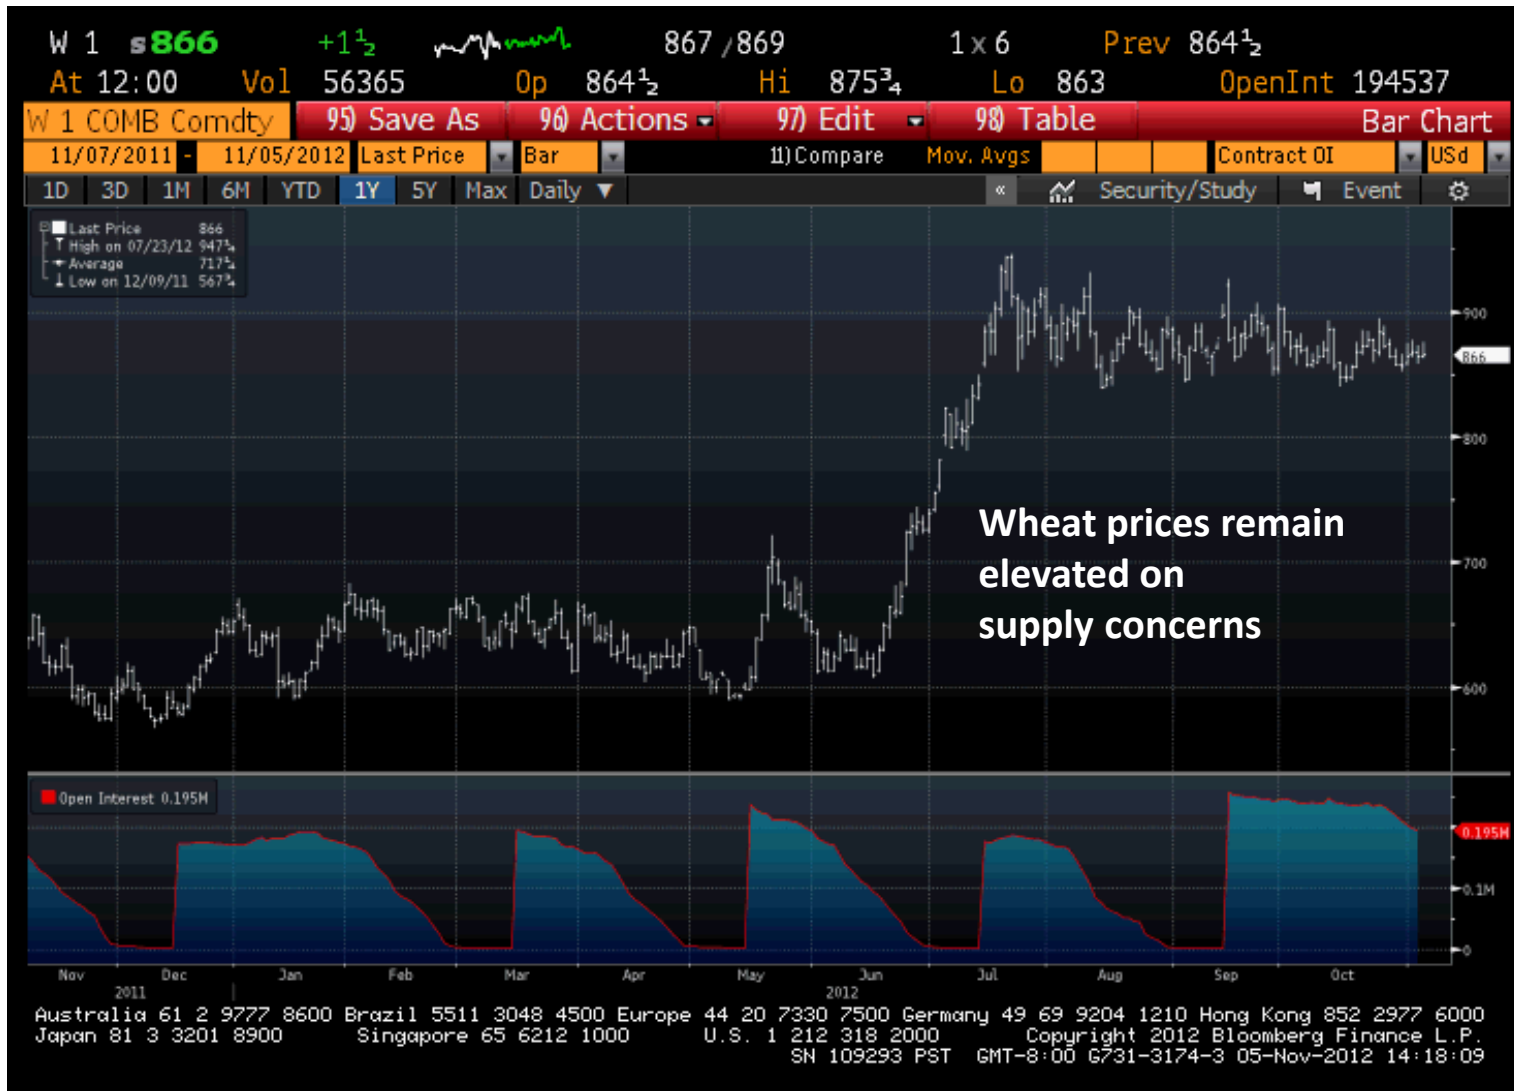 W 1 s866 +1½ 867 /869 1 x 6 Prev 864½
At 12:00 Vol 56365 Op 864½ Hi 875¾ Lo 863 OpenInt 194537
W 1 COMB Comdty 95) Save As 96) Actions 97) Edit 98) Table Bar Chart
11/07/2011 - 11/05/2012 Last Price Bar 11) Compare Mov. Avgs Contract OI USd
1D 3D 1M 6M YTD 1Y 5Y Max Daily ▼ « Security/Study Event
Last Price 866
High on 07/23/12 947¼
Average 717¼
Low on 12/09/11 567¾
900
866
800
Wheat prices remain
elevated on
supply concerns
700
600
Open Interest 0.195M
0.195M
0.1M
0
Nov Dec Jan Feb Mar Apr May Jun Jul Aug Sep Oct
2011 2012
Australia 61 2 9777 8600 Brazil 5511 3048 4500 Europe 44 20 7330 7500 Germany 49 69 9204 1210 Hong Kong 852 2977 6000
Japan 81 3 3201 8900 Singapore 65 6212 1000 U.S. 1 212 318 2000 Copyright 2012 Bloomberg Finance L.P.
SN 109293 PST GMT-8:00 G731-3174-3 05-Nov-2012 14:18:09